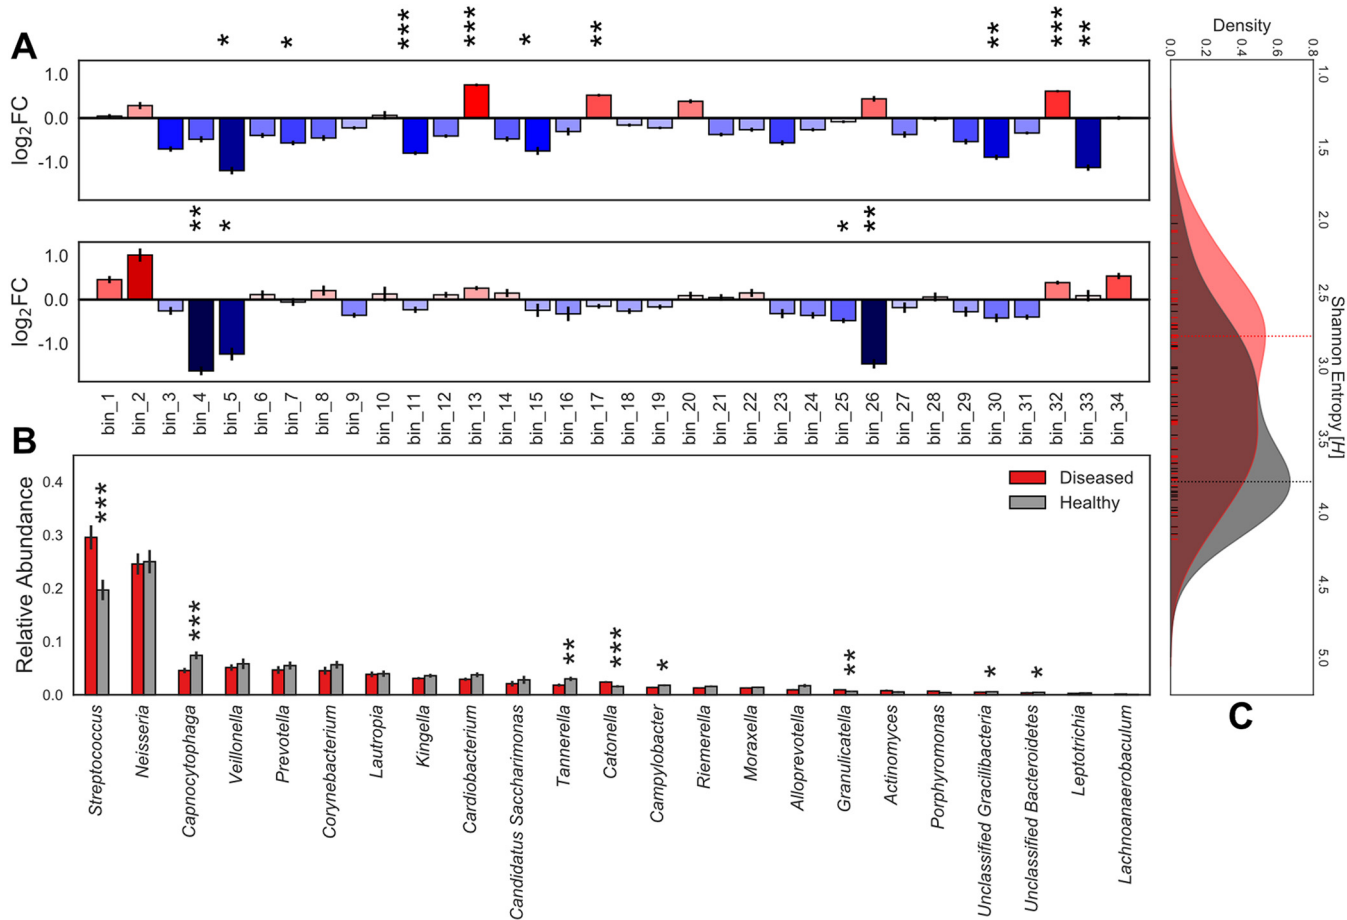 A
* * *** *** * ** ** *** **
log₂FC
1.0
0.0
-1.0
** * * **
log₂FC
1.0
0.0
-1.0
bin_1
bin_2
bin_3
bin_4
bin_5
bin_6
bin_7
bin_8
bin_9
bin_10
bin_11
bin_12
bin_13
bin_14
bin_15
bin_16
bin_17
bin_18
bin_19
bin_20
bin_21
bin_22
bin_23
bin_24
bin_25
bin_26
bin_27
bin_28
bin_29
bin_30
bin_31
bin_32
bin_33
bin_34
B
Relative Abundance
0.4
0.3
0.2
0.1
0.0
*** *** ** *** * ** * *
Diseased
Healthy
Streptococcus
Neisseria
Capnocytophaga
Veillonella
Prevotella
Corynebacterium
Lautropia
Kingella
Cardiobacterium
Candidatus Saccharimonas
Tannerella
Catonella
Campylobacter
Riemerella
Moraxella
Alloprevotella
Granulicatella
Actinomyces
Porphyromonas
Unclassified Gracilibacteria
Unclassified Bacteroidetes
Leptotrichia
Lachnoanaerobaculum
Density
0.0
0.2
0.4
0.6
0.8
1.0
1.5
2.0
2.5
3.0
3.5
4.0
4.5
5.0
Shannon Entropy [H]
C